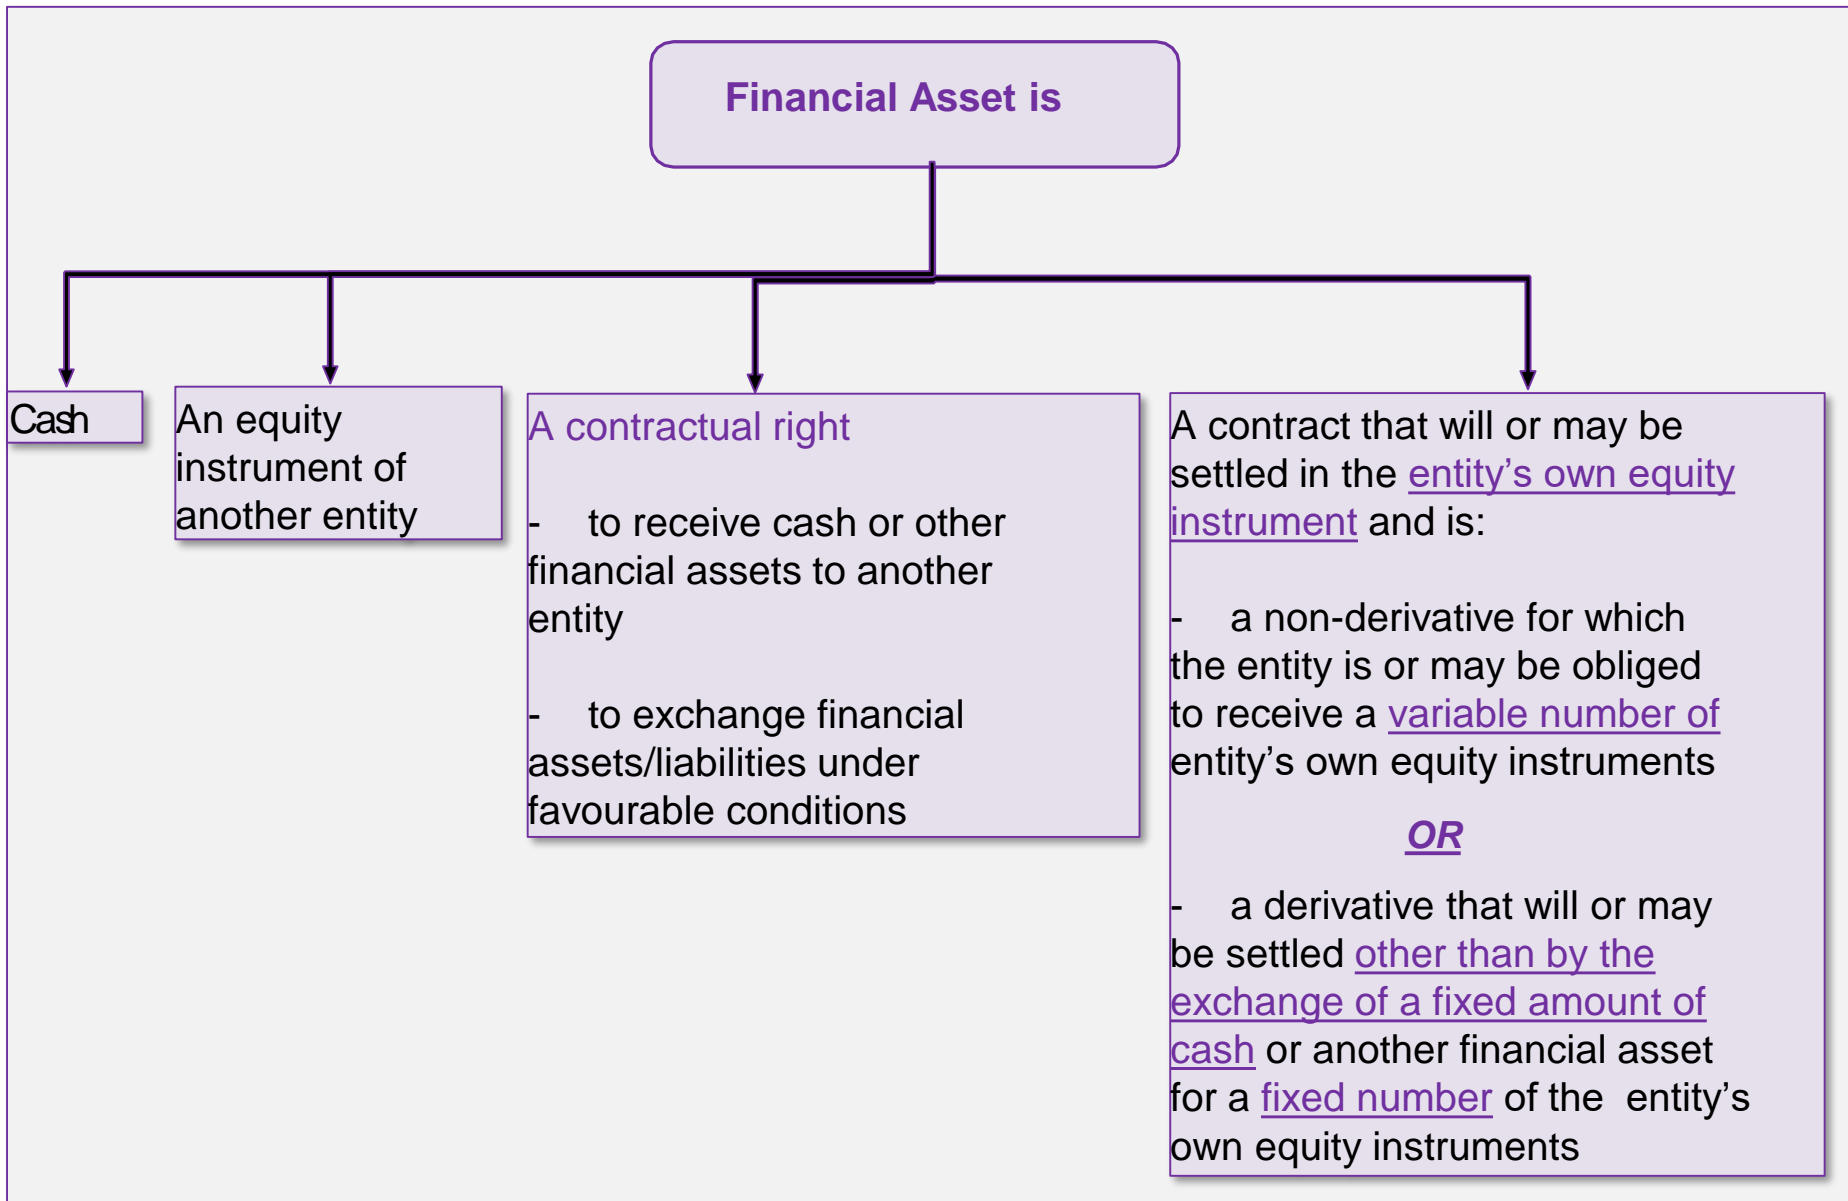 Financial Asset is
Cash
An equity
instrument of
another entity
A contractual right
- to receive cash or other
financial assets to another
entity
- to exchange financial
assets/liabilities under
favourable conditions
A contract that will or may be
settled in the entity’s own equity
instrument and is:
- a non-derivative for which
the entity is or may be obliged
to receive a variable number of
entity’s own equity instruments
OR
- a derivative that will or may
be settled other than by the
exchange of a fixed amount of
cash or another financial asset
for a fixed number of the entity’s
own equity instruments